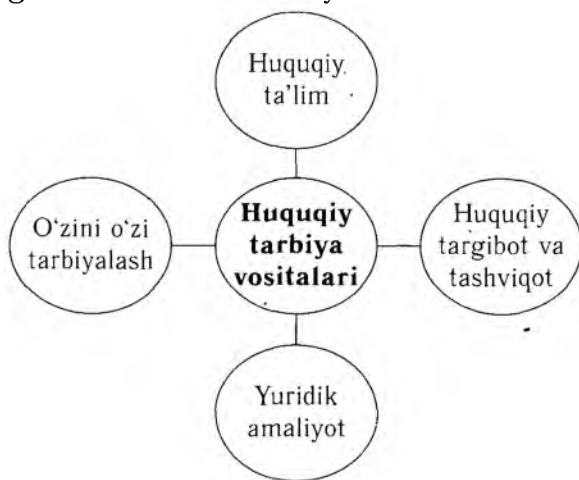 Huquqiy
ta'lim
O‘zini o‘zi
tarbiyalash
Huquqiy
tarbiya
vositalari
Huquqiy
targibot va
tashviqot
Yuridik
amaliyot